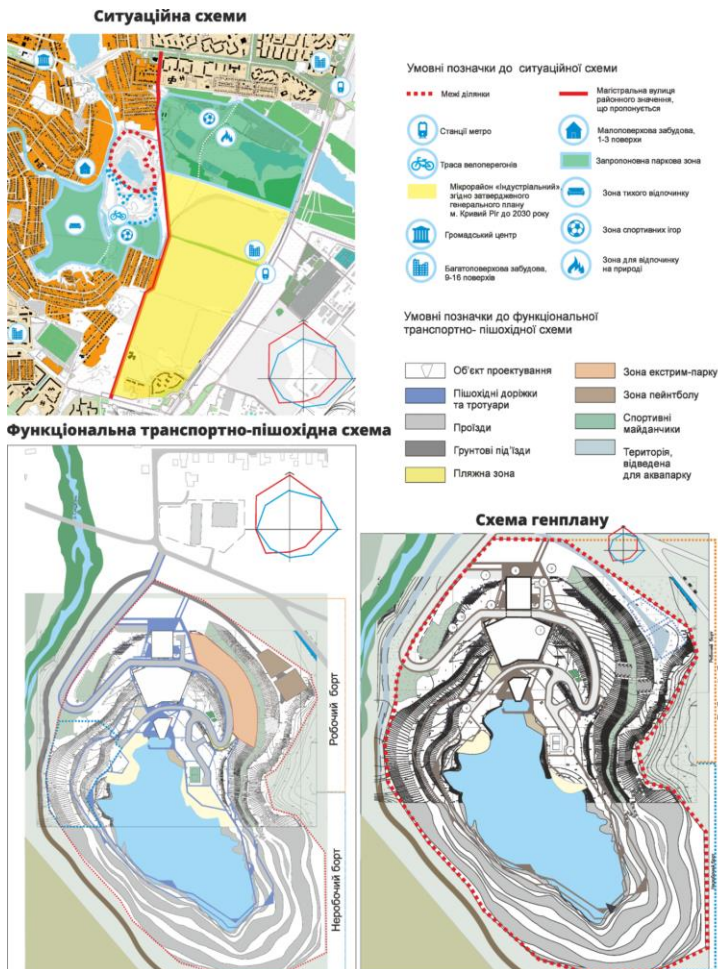 Ситуаційна схеми
Умовні позначки до ситуаційної схеми
Межі ділянки
Магістральна вулиця
районного значення,
що пропонується
Станції метро
Малоповерхова забудова,
1-3 поверхи
Траса велоперегонів
Запропоновна паркова зона
Мікрорайон «Індустріальний»
згідно затвердженого
генерального плану
м. Кривий Ріг до 2030 року
Зона тихого відпочинку
Громадський центр
Зона спортивних ігор
Багатоповерхова забудова,
9-16 поверхів
Зона для відпочинку
на природі
Умовні позначки до функціональної
транспортно- пішохідної схеми
Об'єкт проектування
Зона екстрим-парку
Пішохідні доріжки
та тротуари
Зона пейнтболу
Проїзди
Спортивні
майданчики
Грунтові під'їзди
Територія,
відведена
для аквапарку
Пляжна зона
Функціональна транспортно-пішохідна схема
Робочий борт
Неробочий борт
Схема генплану